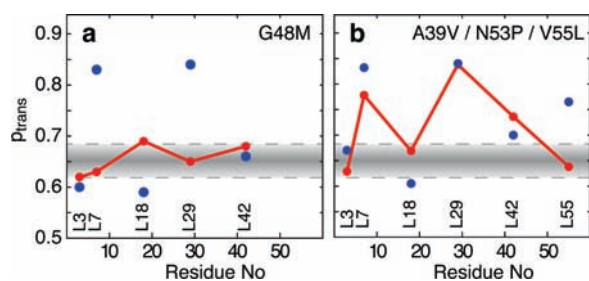 a G48M
b A39V / N53P / V55L
Ptrans
0.9
0.8
0.7
0.6
0.5
L3
L7
L18
L29
L42
L3
L7
L18
L29
L42
L55
10 20 30 40 50
10 20 30 40 50
Residue No
Residue No